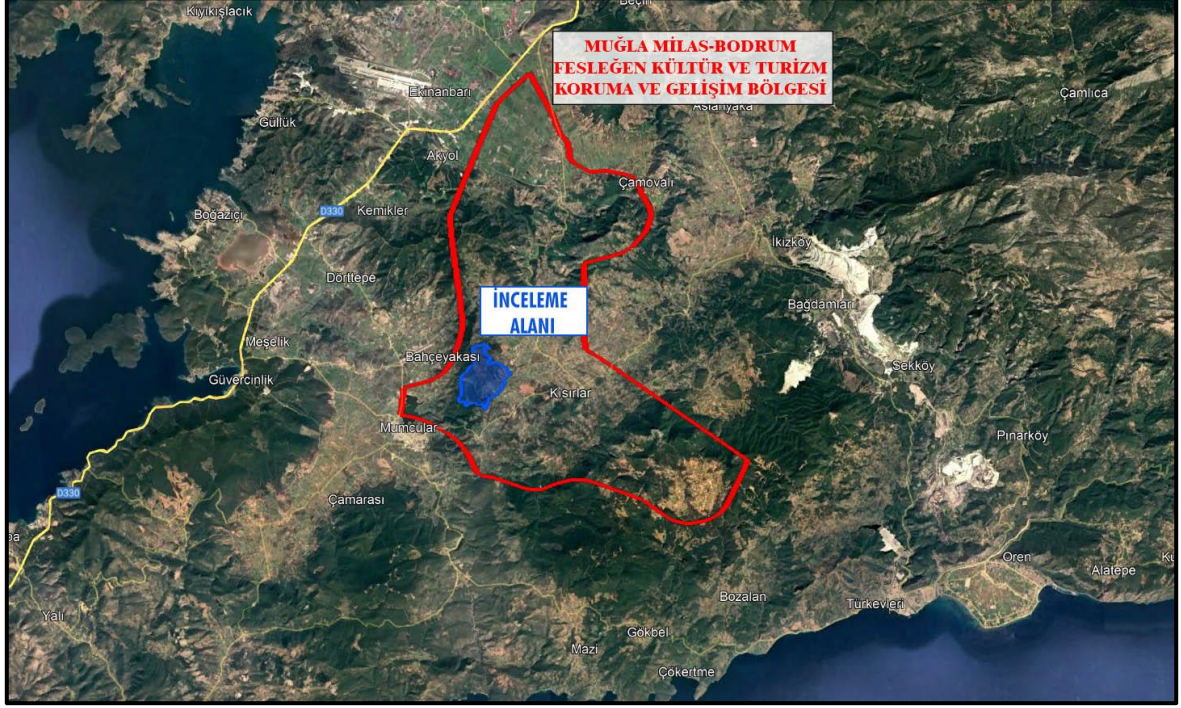 Kıyıkışlacık
Beçin
MUĞLA MİLAS-BODRUM
FESLEĞEN KÜLTÜR VE TURİZM
KORUMA VE GELİŞİM BÖLGESİ
Ekinanbarı
Çamlıca
Aslanyaka
Güllük
Akyol
Çamovalı
Boğaziçi
D330
Kemikler
İkizköy
Dörttepe
İNCELEME
ALANI
Bağdamları
Meşelik
Bahçeyakası
Sekköy
Güvercinlik
Kısırlar
Mumcular
Pınarköy
D330
Çamarası
Ören
Alatepe
Bozalan
Türkevleri
Yalı
Gökbel
Mazı
Çökertme